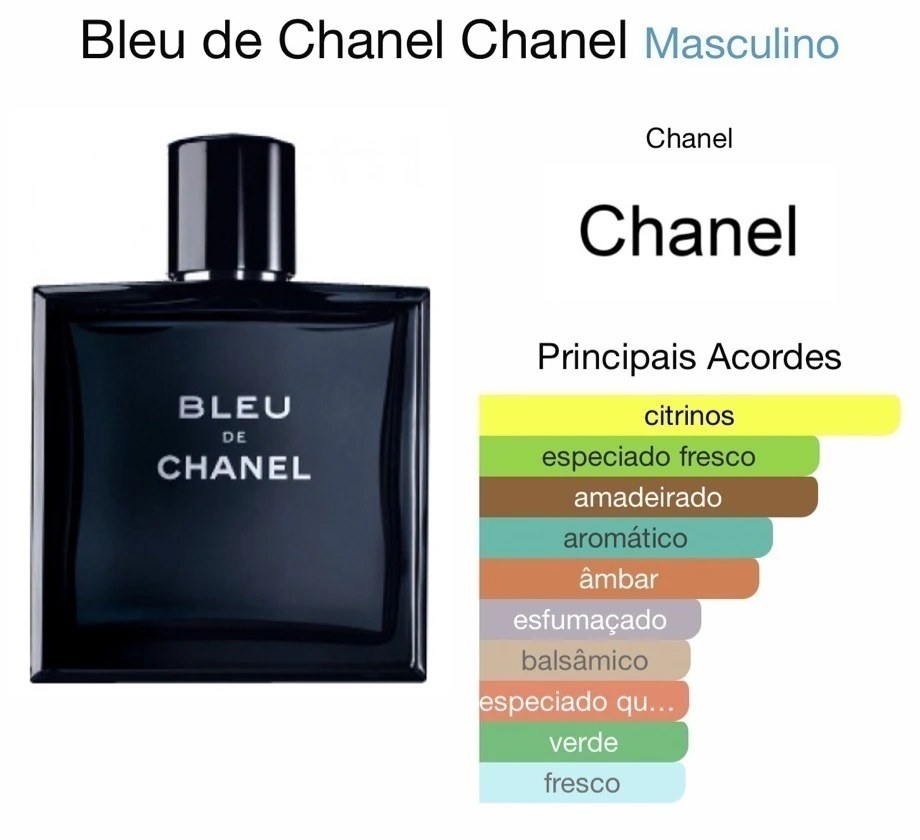 Bleu de Chanel Chanel Masculino
BLEU
DE
CHANEL
Chanel
Chanel
Principais Acordes
citrinos
especiado fresco
amadeirado
aromático
âmbar
esfumaçado
balsâmico
especiado qu...
verde
fresco